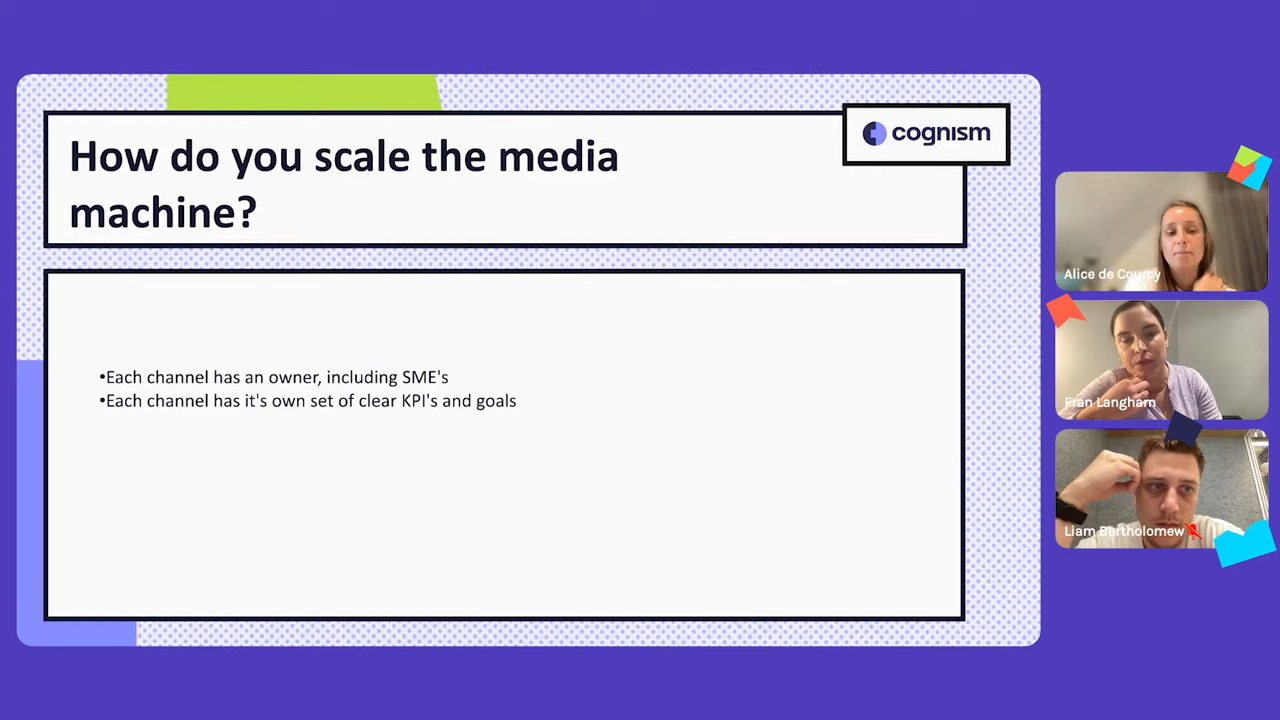 How do you scale the media
machine?
cognism
•Each channel has an owner, including SME's
•Each channel has it's own set of clear KPI's and goals
Alice de Courcy
Fran Langham
Liam Bartholomew